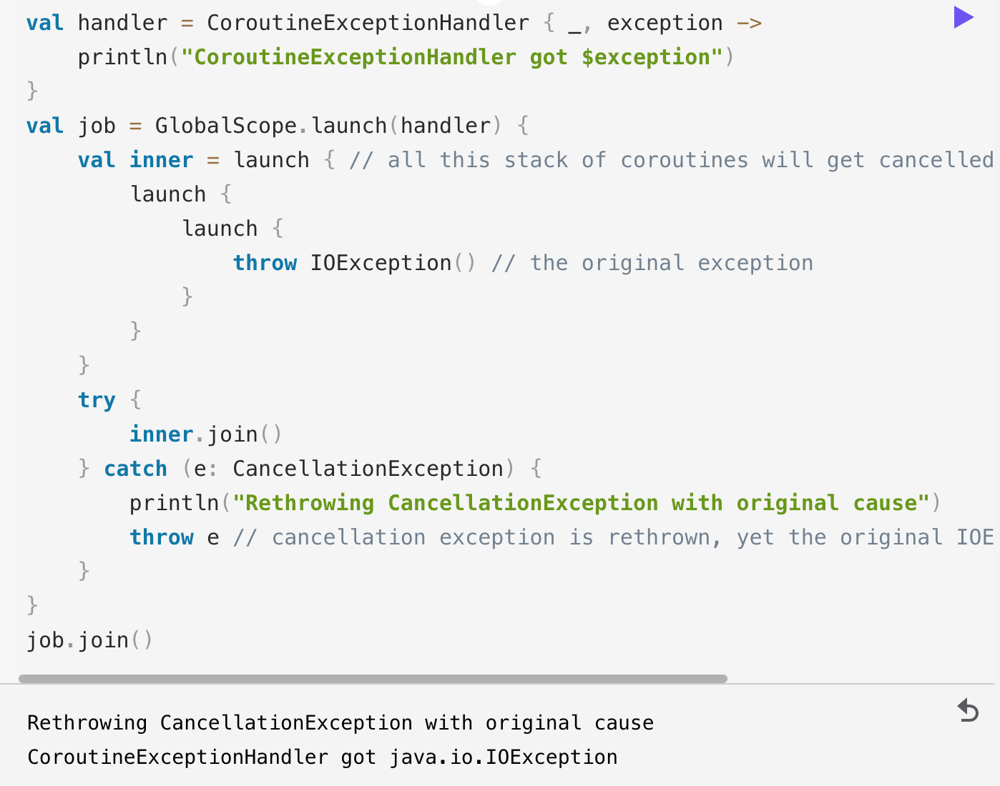 val handler = CoroutineExceptionHandler { _, exception ->
    println("CoroutineExceptionHandler got $exception")
}
val job = GlobalScope.launch(handler) {
    val inner = launch { // all this stack of coroutines will get cancelled
        launch {
            launch {
                throw IOException() // the original exception
            }
        }
    }
    try {
        inner.join()
    } catch (e: CancellationException) {
        println("Rethrowing CancellationException with original cause")
        throw e // cancellation exception is rethrown, yet the original IOE
    }
}
job.join()
Rethrowing CancellationException with original cause
CoroutineExceptionHandler got java.io.IOException